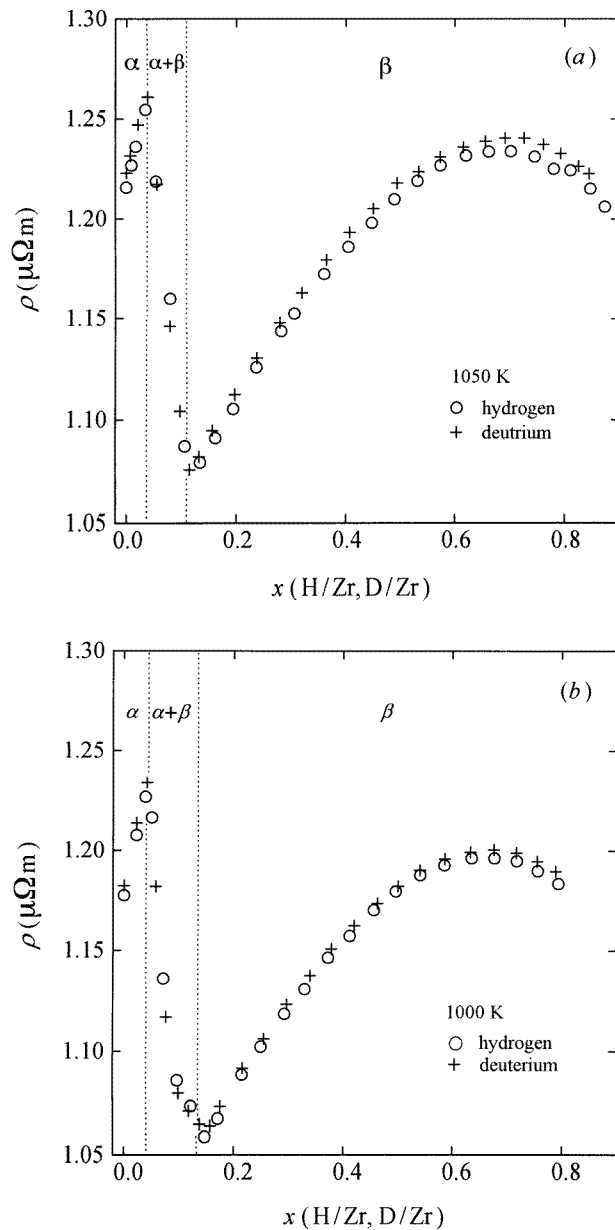 1.30
α α+β β (a)
1.25
1.20
ρ (μΩm)
1.15
1050 K
hydrogen
deutrium
1.10
1.05
0.0 0.2 0.4 0.6 0.8
x (H/Zr, D/Zr)
1.30
(b)
α α+β β
1.25
1.20
ρ (μΩm)
1.15
1000 K
hydrogen
deuterium
1.10
1.05
0.0 0.2 0.4 0.6 0.8
x (H/Zr, D/Zr)